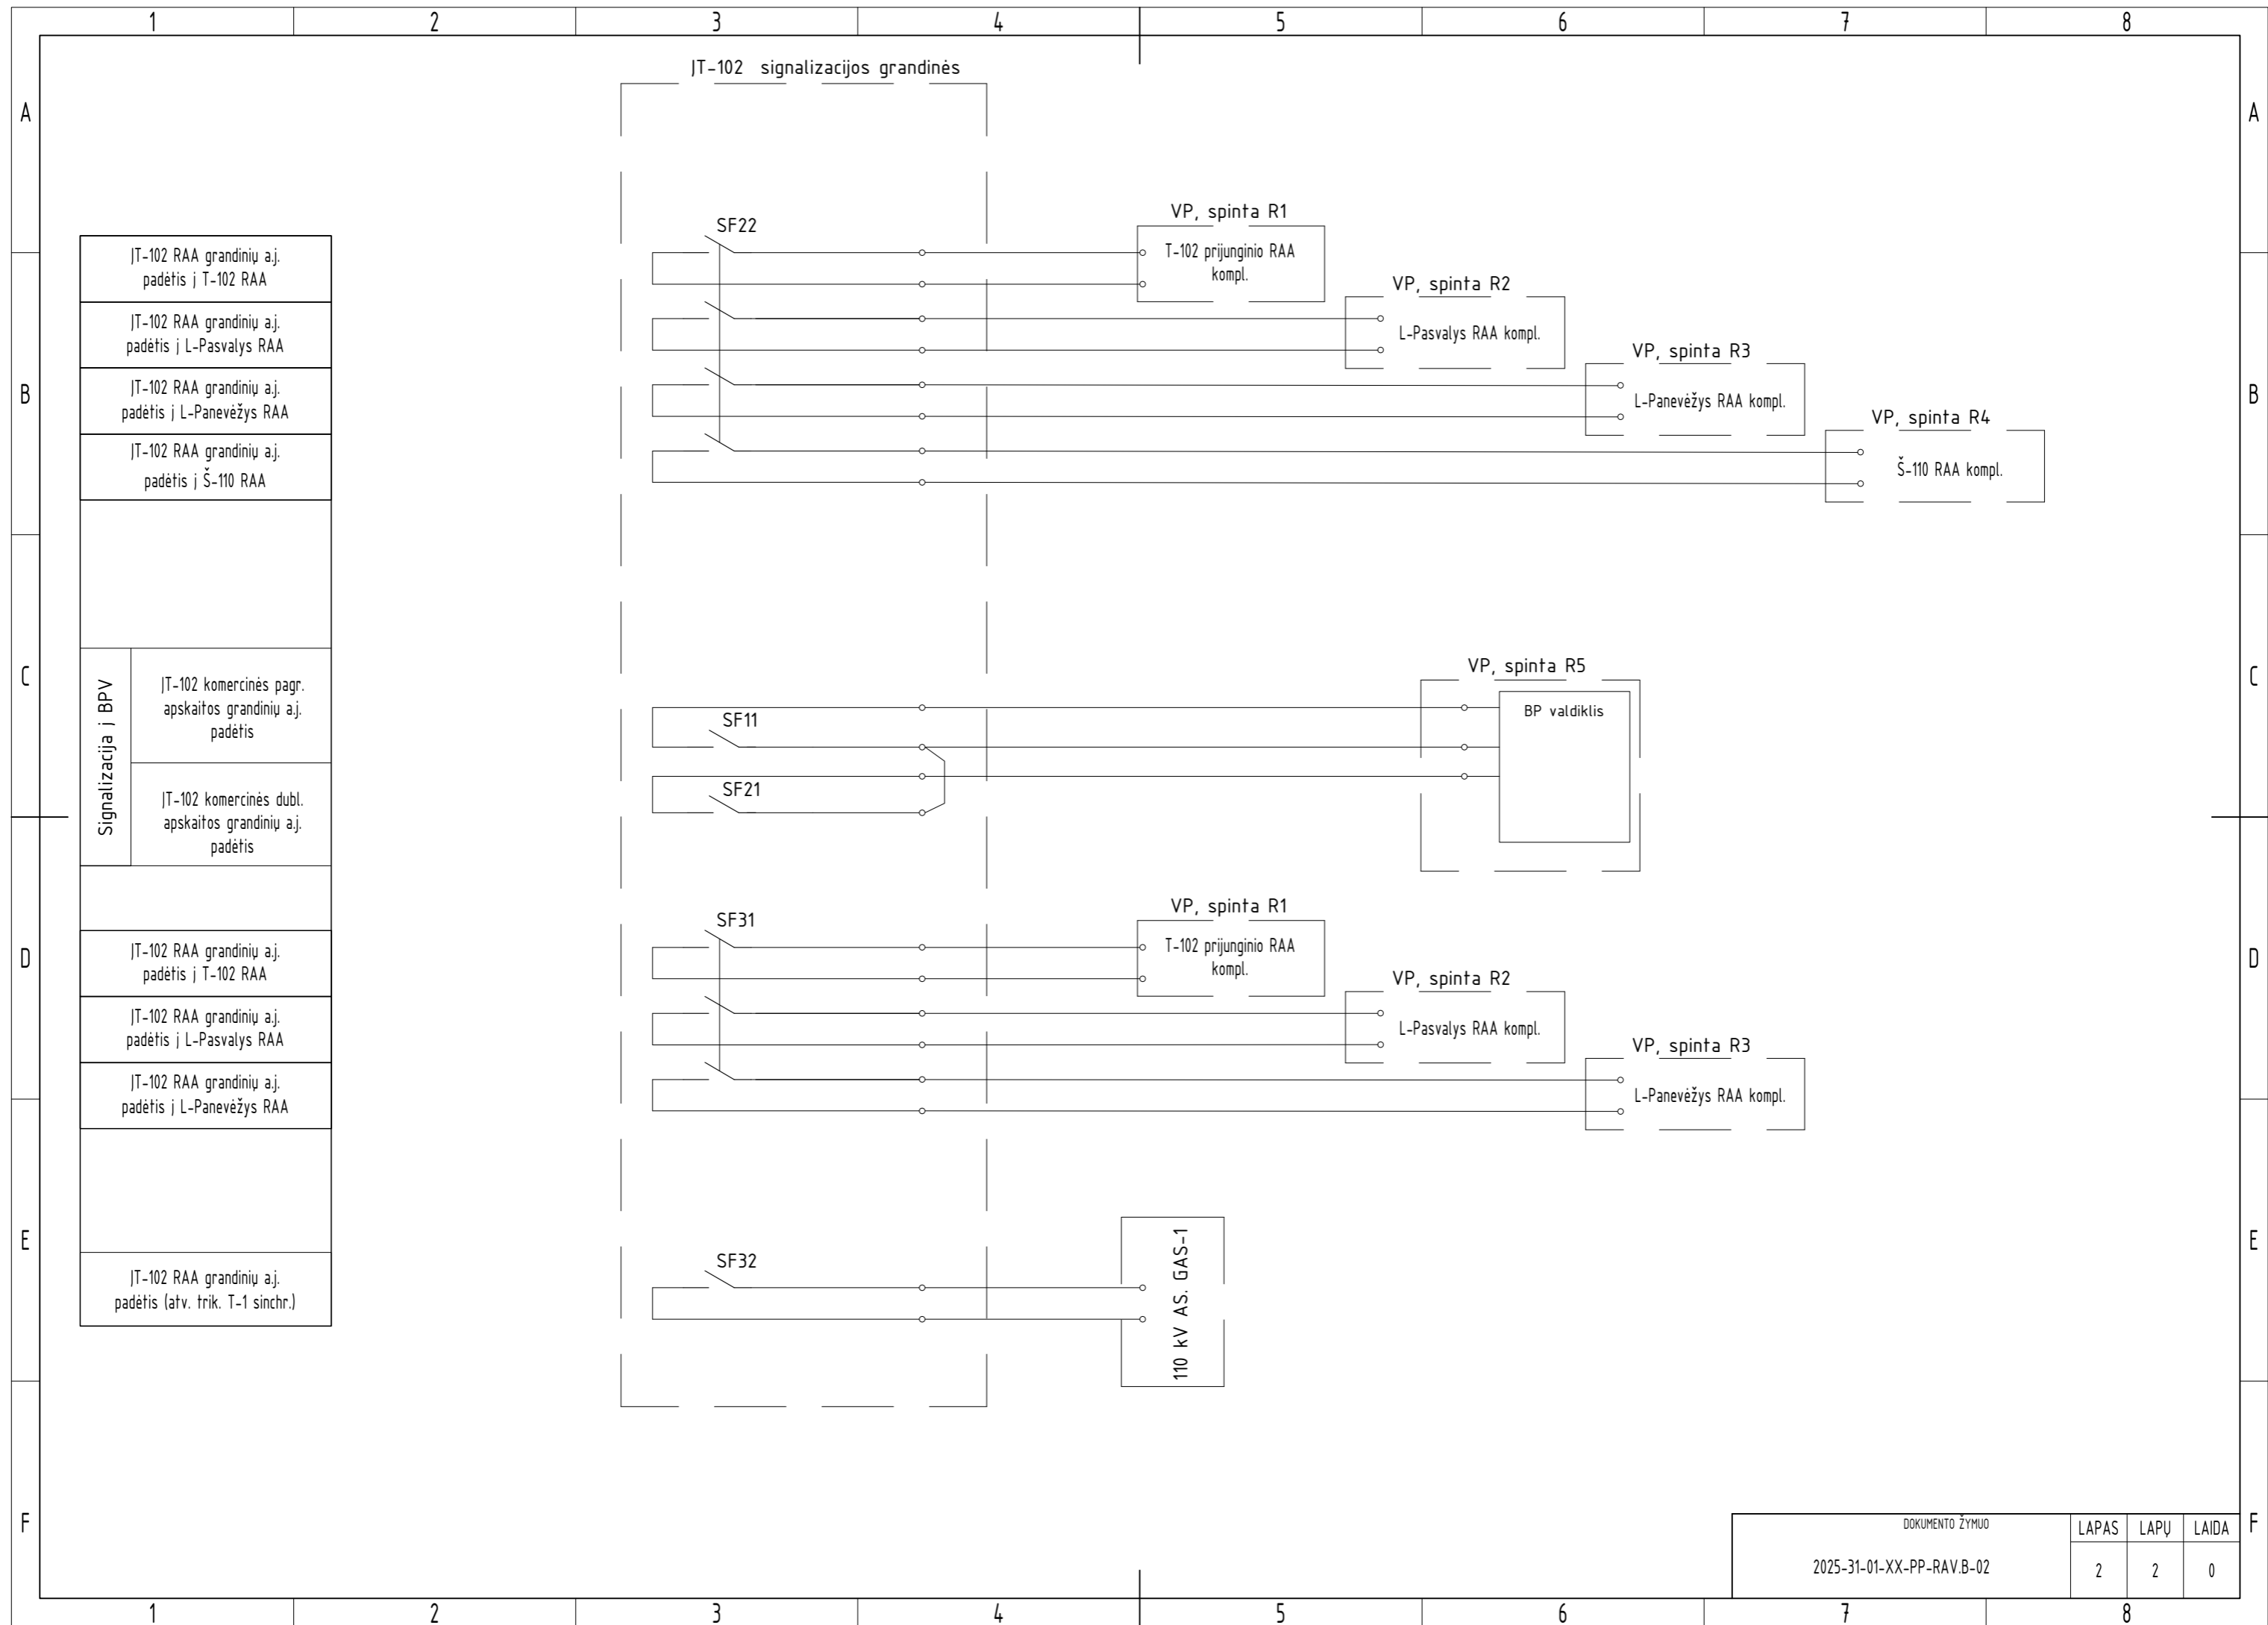 1 2 3 4 5 6 7 8
JT-102 signalizacijos grandinės
A A
SF22
VP, spinta R1
T-102 prijunginio RAA
kompl.
JT-102 RAA grandinių a.j.
padėtis į T-102 RAA
VP, spinta R2
L-Pasvalys RAA kompl.
JT-102 RAA grandinių a.j.
padėtis į L-Pasvalys RAA
VP, spinta R3
L-Panevėžys RAA kompl.
JT-102 RAA grandinių a.j.
padėtis į L-Panevėžys RAA
B B
VP, spinta R4
Š-110 RAA kompl.
JT-102 RAA grandinių a.j.
padėtis į Š-110 RAA
C C
Signalizacija į BPV
JT-102 komercinės pagr.
apskaitos grandinių a.j.
padėtis
SF11
VP, spinta R5
BP valdiklis
JT-102 komercinės dubl.
apskaitos grandinių a.j.
padėtis
SF21
SF31
VP, spinta R1
T-102 prijunginio RAA
kompl.
JT-102 RAA grandinių a.j.
padėtis į T-102 RAA
D D
VP, spinta R2
L-Pasvalys RAA kompl.
JT-102 RAA grandinių a.j.
padėtis į L-Pasvalys RAA
VP, spinta R3
L-Panevėžys RAA kompl.
JT-102 RAA grandinių a.j.
padėtis į L-Panevėžys RAA
E E
SF32
110 kV AS. GAS-1
JT-102 RAA grandinių a.j.
padėtis (atv. trik. T-1 sinchr.)
F F
DOKUMENTO ŽYMUO LAPAS LAPŲ LAIDA
2025-31-01-XX-PP-RAV.B-02 2 2 0
1 2 3 4 5 6 7 8